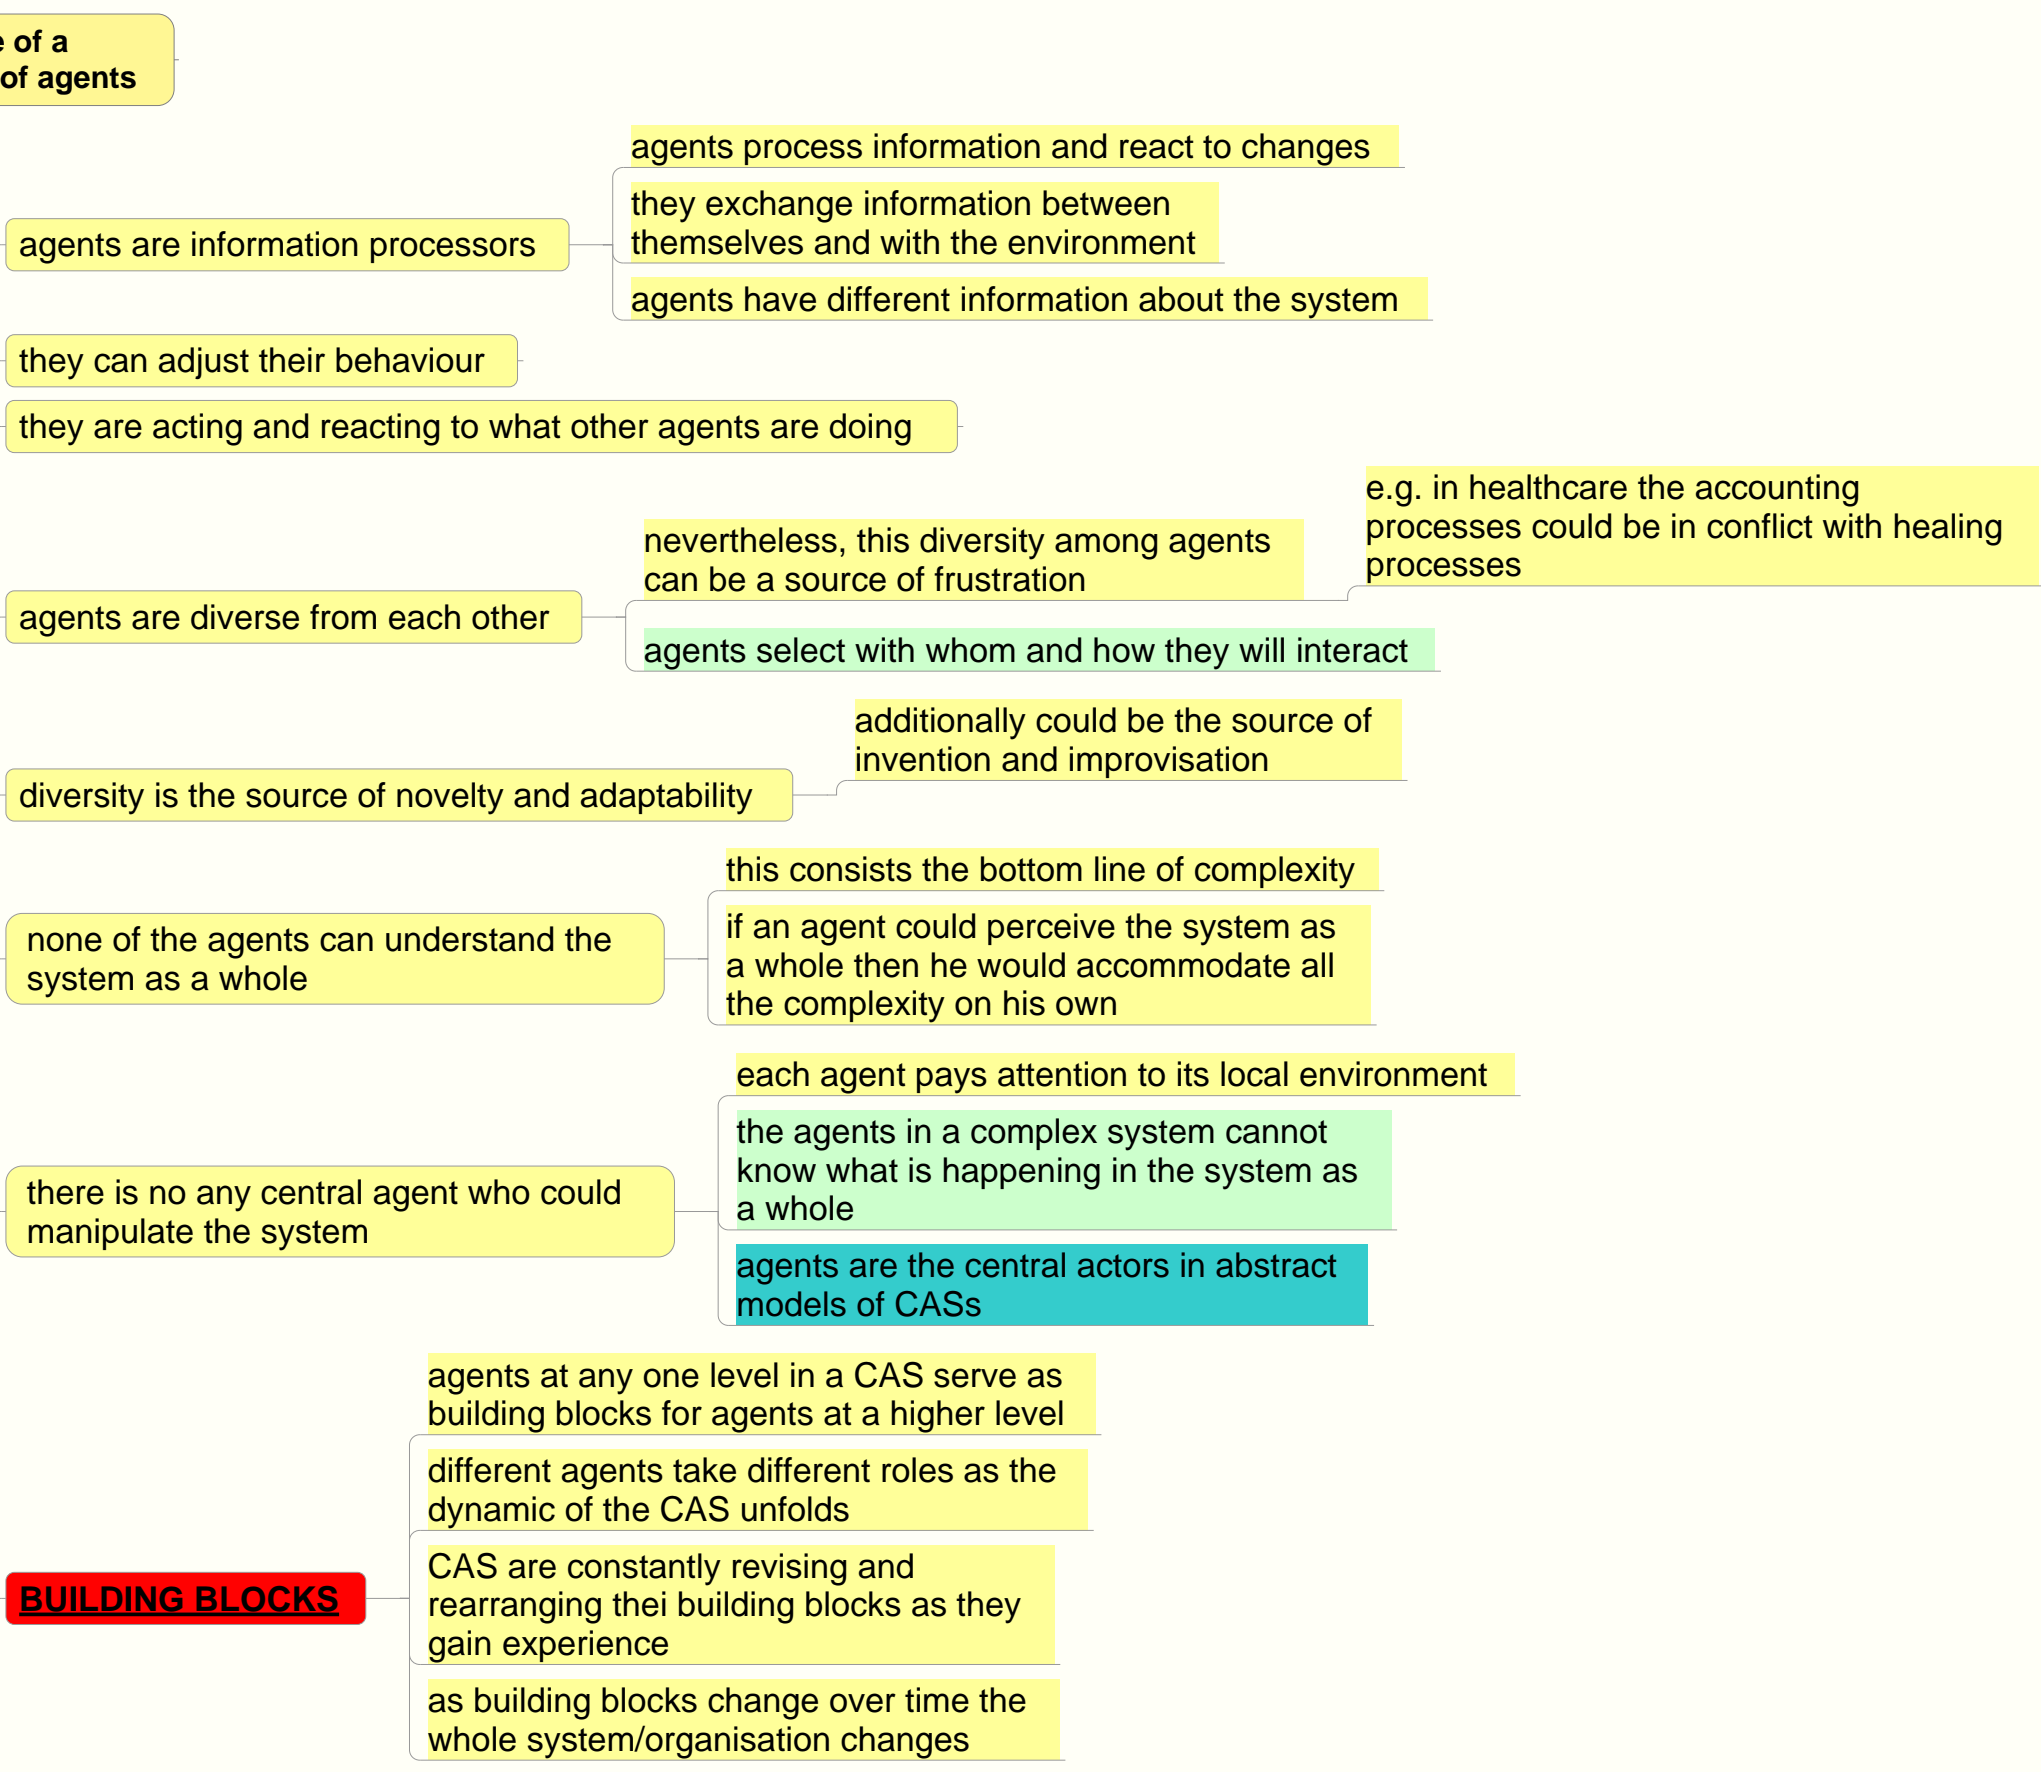 e of a
of agents
agents are information processors
agents process information and react to changes
they exchange information between
themselves and with the environment
agents have different information about the system
they can adjust their behaviour
they are acting and reacting to what other agents are doing
agents are diverse from each other
nevertheless, this diversity among agents
can be a source of frustration
e.g. in healthcare the accounting
processes could be in conflict with healing
processes
agents select with whom and how they will interact
diversity is the source of novelty and adaptability
additionally could be the source of
invention and improvisation
none of the agents can understand the
system as a whole
this consists the bottom line of complexity
if an agent could perceive the system as
a whole then he would accommodate all
the complexity on his own
there is no any central agent who could
manipulate the system
each agent pays attention to its local environment
the agents in a complex system cannot
know what is happening in the system as
a whole
agents are the central actors in abstract
models of CASs
BUILDING BLOCKS
agents at any one level in a CAS serve as
building blocks for agents at a higher level
different agents take different roles as the
dynamic of the CAS unfolds
CAS are constantly revising and
rearranging thei building blocks as they
gain experience
as building blocks change over time the
whole system/organisation changes